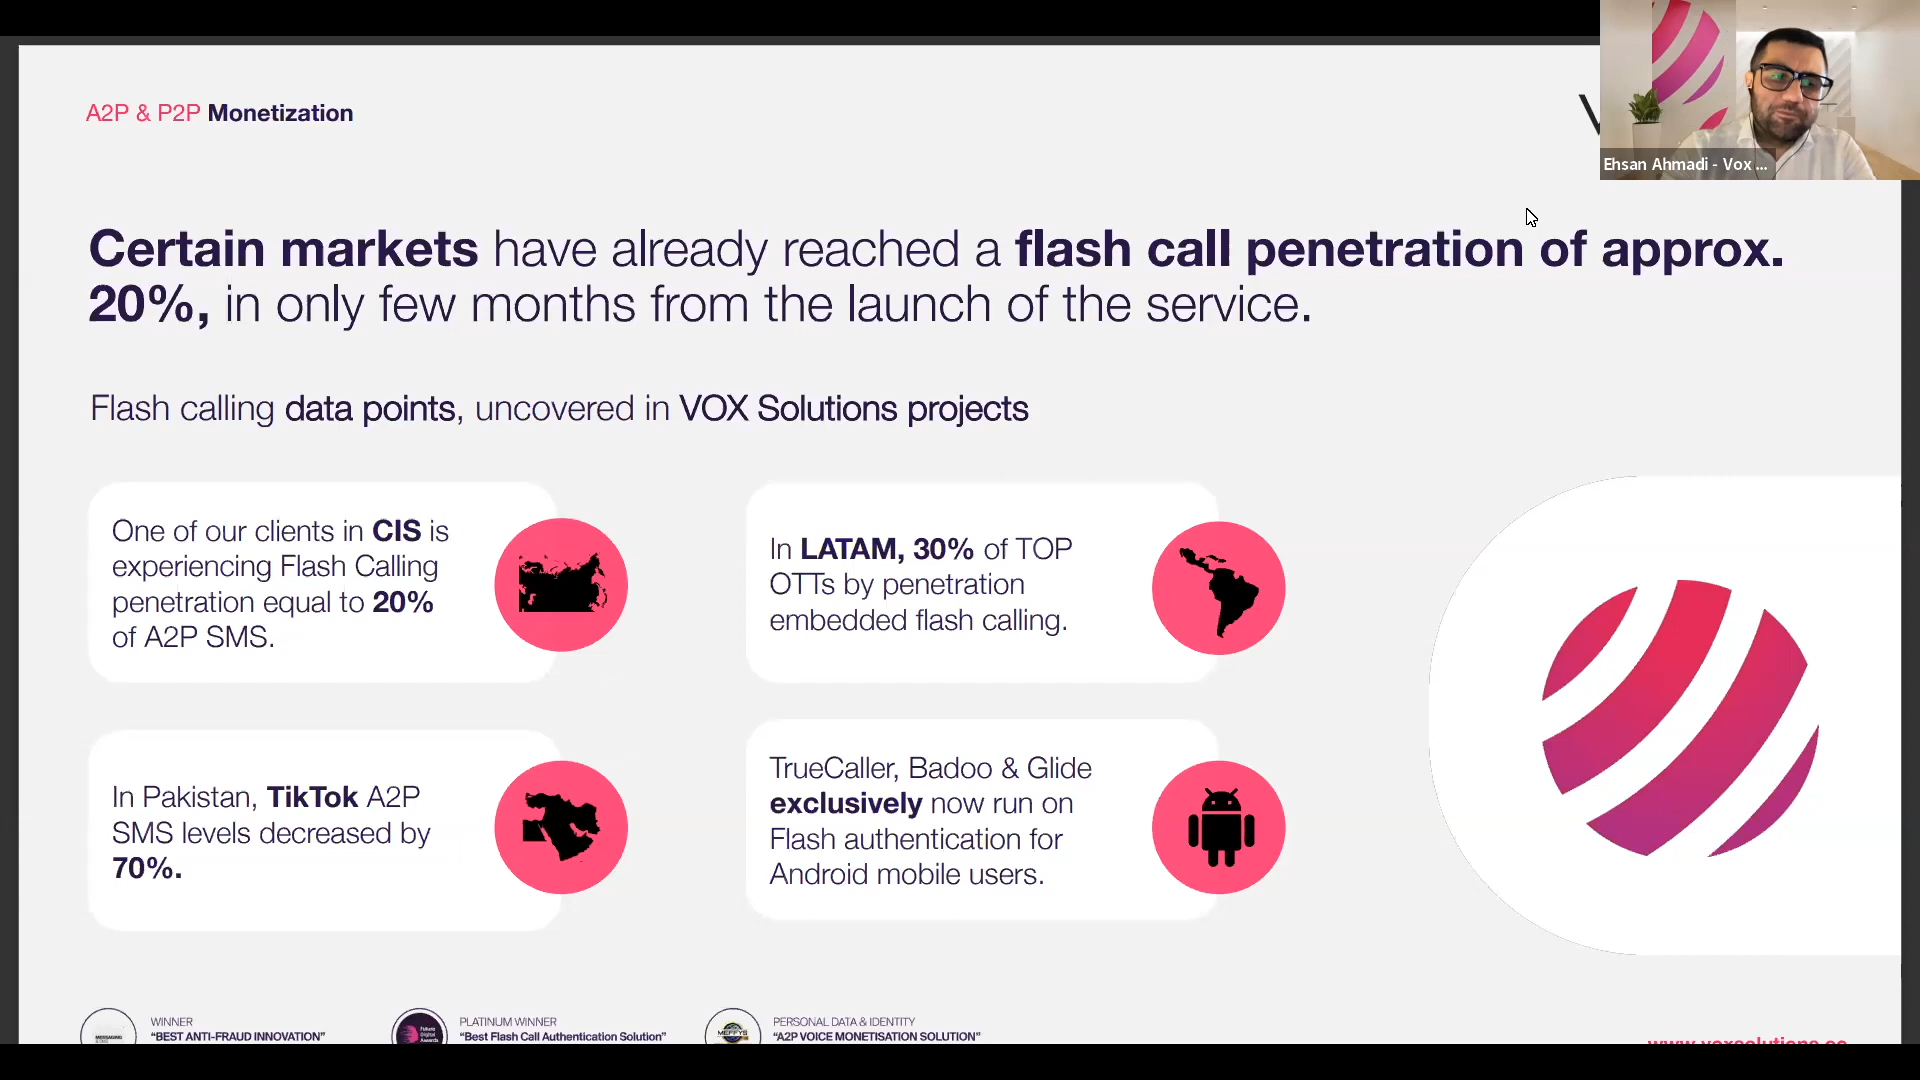 A2P & P2P Monetization
Ehsan Ahmadi - Vox ...
Certain markets have already reached a flash call penetration of approx.
20%, in only few months from the launch of the service.
Flash calling data points, uncovered in VOX Solutions projects
One of our clients in CIS is
experiencing Flash Calling
penetration equal to 20%
of A2P SMS.
In LATAM, 30% of TOP
OTTs by penetration
embedded flash calling.
In Pakistan, TikTok A2P
SMS levels decreased by
70%.
TrueCaller, Badoo & Glide
exclusively now run on
Flash authentication for
Android mobile users.
WINNER
"BEST ANTI-FRAUD INNOVATION"
Future
Digital
Awards
PLATINUM WINNER
"Best Flash Call Authentication Solution"
MEFFYS
PERSONAL DATA & IDENTITY
"A2P VOICE MONETISATION SOLUTION"